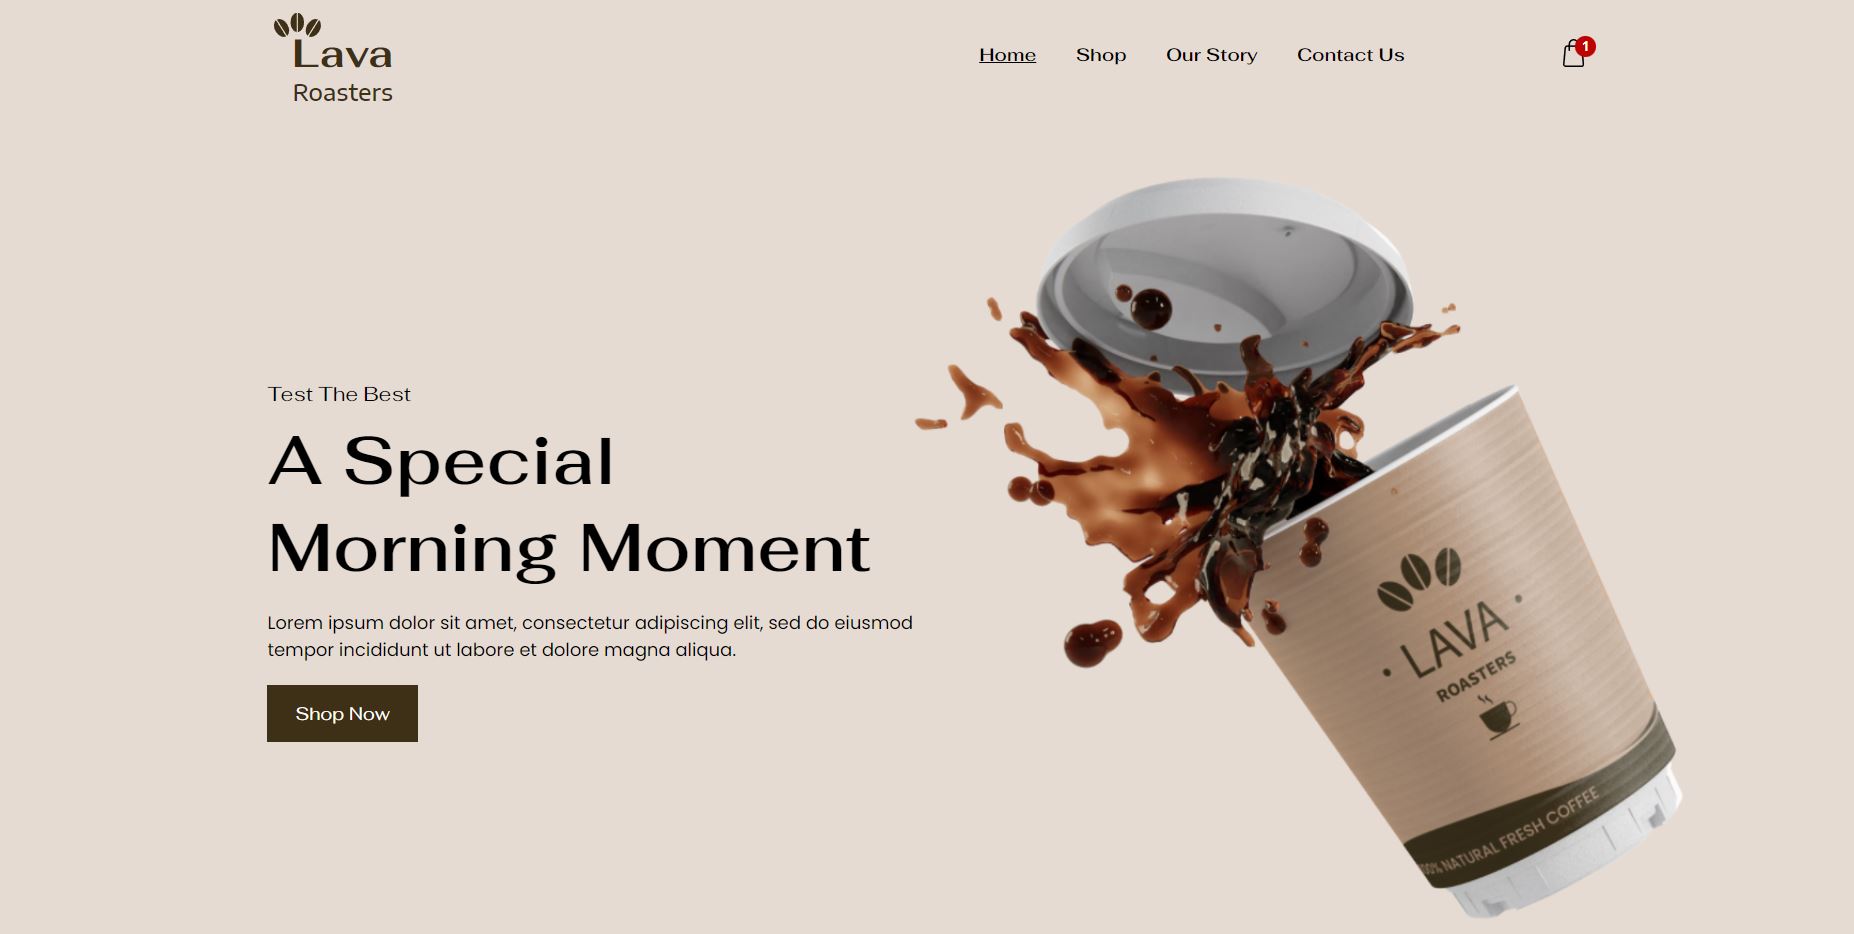 Lava
Roasters
Home
Shop
Our Story
Contact Us
1
Test The Best
A Special
Morning Moment
Lorem ipsum dolor sit amet, consectetur adipiscing elit, sed do eiusmod
tempor incididunt ut labore et dolore magna aliqua.
Shop Now
· LAVA ·
ROASTERS
100% NATURAL FRESH COFFEE